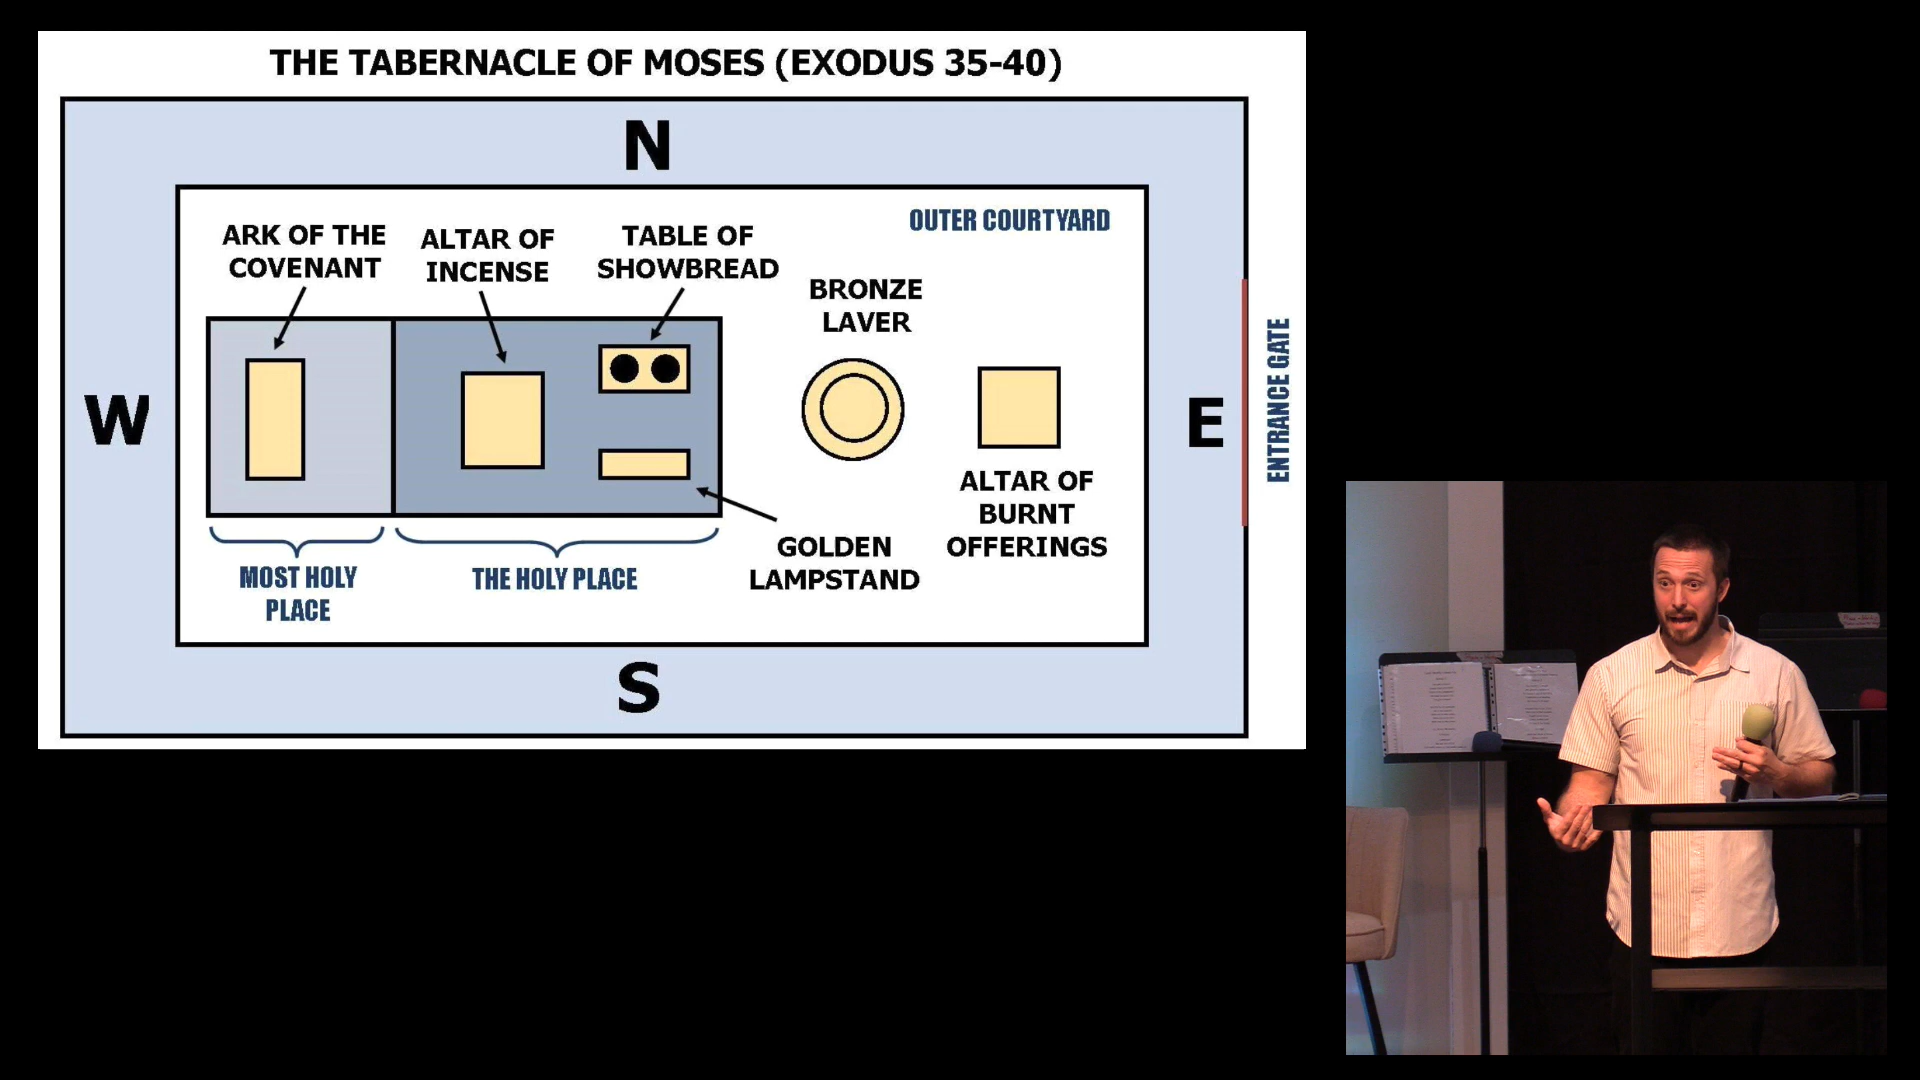 THE TABERNACLE OF MOSES (EXODUS 35-40)
N
OUTER COURTYARD
ARK OF THE
COVENANT
ALTAR OF
INCENSE
TABLE OF
SHOWBREAD
BRONZE
LAVER
W
E
ENTRANCE GATE
ALTAR OF
BURNT
OFFERINGS
GOLDEN
LAMPSTAND
MOST HOLY
PLACE
THE HOLY PLACE
S